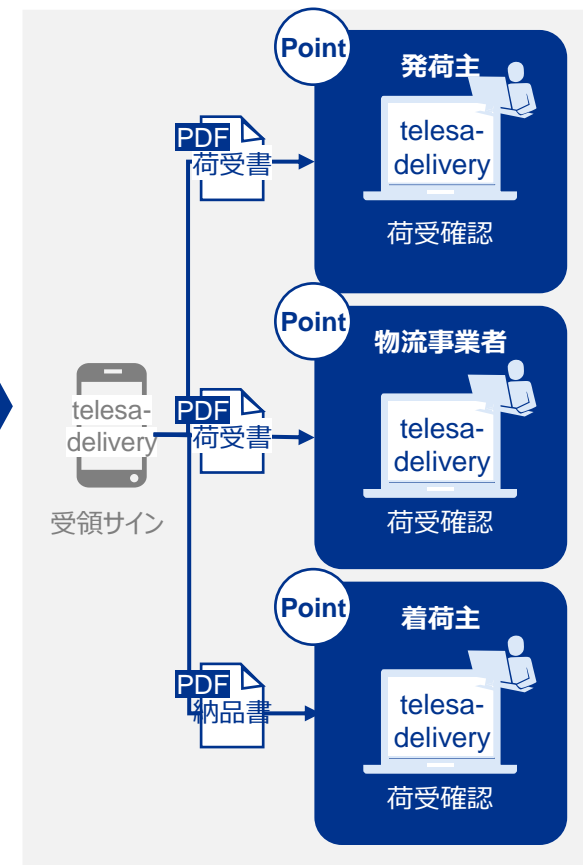 Point
発荷主
telesa-
delivery
荷受確認
PDF
荷受書
Point
物流事業者
telesa-
delivery
荷受確認
PDF
荷受書
telesa-
delivery
受領サイン
Point
着荷主
telesa-
delivery
荷受確認
PDF
納品書